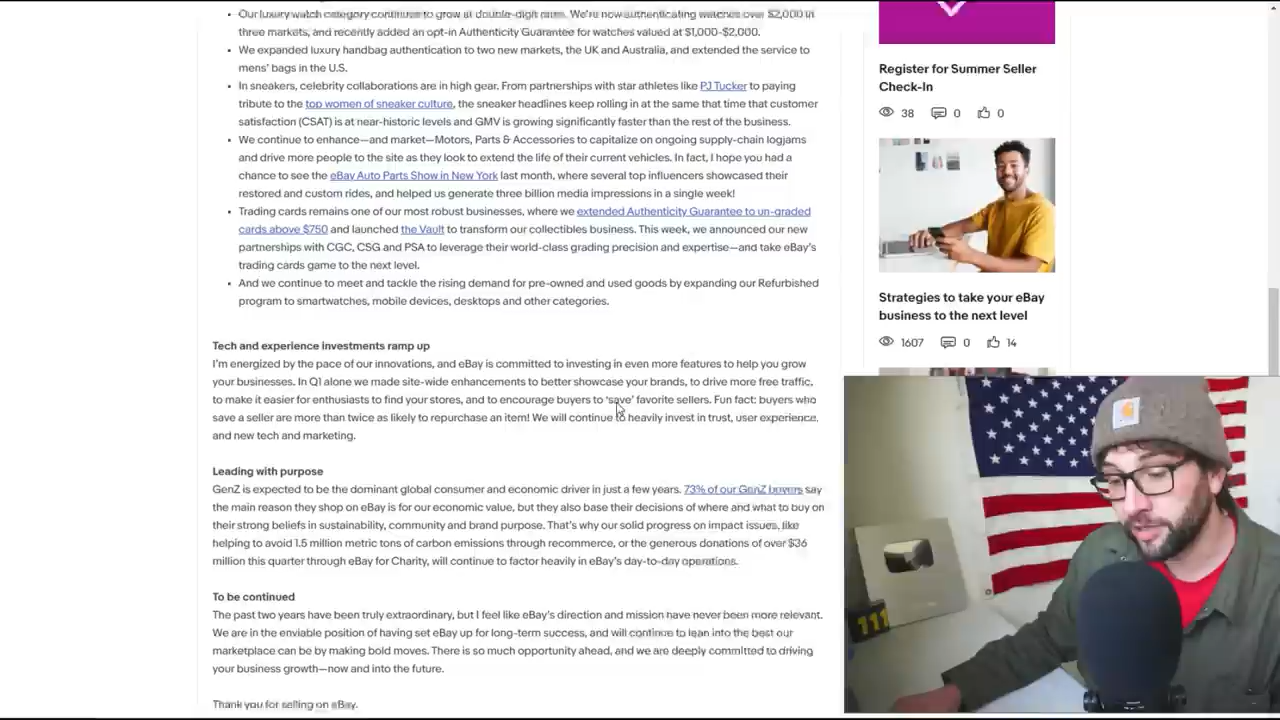 Our luxury watch category continue to grow at double-digit rates. We're now authenticating watches over $2,000 in
three markets, and recently added an opt-in Authenticity Guarantee for watches valued at $1,000-$2,000.
We expanded luxury handbag authentication to two new markets, the UK and Australia, and extended the service to
mens' bags in the U.S.
In sneakers, celebrity collaborations are in high gear. From partnerships with star athletes like PJ Tucker to paying
tribute to the top women of sneaker culture, the sneaker headlines keep rolling in at the same that time that customer
satisfaction (CSAT) is at near-historic levels and GMV is growing significantly faster than the rest of the business.
We continue to enhance—and market—Motors, Parts & Accessories to capitalize on ongoing supply-chain logjams
and drive more people to the site as they look to extend the life of their current vehicles. In fact, I hope you had a
chance to see the eBay Auto Parts Show in New York last month, where several top influencers showcased their
restored and custom rides, and helped us generate three billion media impressions in a single week!
Trading cards remains one of our most robust businesses, where we extended Authenticity Guarantee to un-graded
cards above $750 and launched the Vault to transform our collectibles business. This week, we announced our new
partnerships with CGC, CSG and PSA to leverage their world-class grading precision and expertise—and take eBay's
trading cards game to the next level.
And we continue to meet and tackle the rising demand for pre-owned and used goods by expanding our Refurbished
program to smartwatches, mobile devices, desktops and other categories.
Tech and experience investments ramp up
I'm energized by the pace of our innovations, and eBay is committed to investing in even more features to help you grow
your businesses. In Q1 alone we made site-wide enhancements to better showcase your brands, to drive more free traffic,
to make it easier for enthusiasts to find your stores, and to encourage buyers to 'save' favorite sellers. Fun fact: buyers who
save a seller are more than twice as likely to repurchase an item! We will continue to heavily invest in trust, user experience,
and new tech and marketing.
Leading with purpose
GenZ is expected to be the dominant global consumer and economic driver in just a few years. 73% of our GenZ buyers say
the main reason they shop on eBay is for our economic value, but they also base their decisions of where and what to buy on
their strong beliefs in sustainability, community and brand purpose. That's why our solid progress on impact issues, like
helping to avoid 1.5 million metric tons of carbon emissions through recommerce, or the generous donations of over $36
million this quarter through eBay for Charity, will continue to factor heavily in eBay's day-to-day operations.
To be continued
The past two years have been truly extraordinary, but I feel like eBay's direction and mission have never been more relevant.
We are in the enviable position of having set eBay up for long-term success, and will continue to lean into the best our
marketplace can be by making bold moves. There is so much opportunity ahead, and we are deeply committed to driving
your business growth—now and into the future.
Thank you for selling on eBay.
Register for Summer Seller
Check-In
38 0 0
Strategies to take your eBay
business to the next level
1607 0 14
111